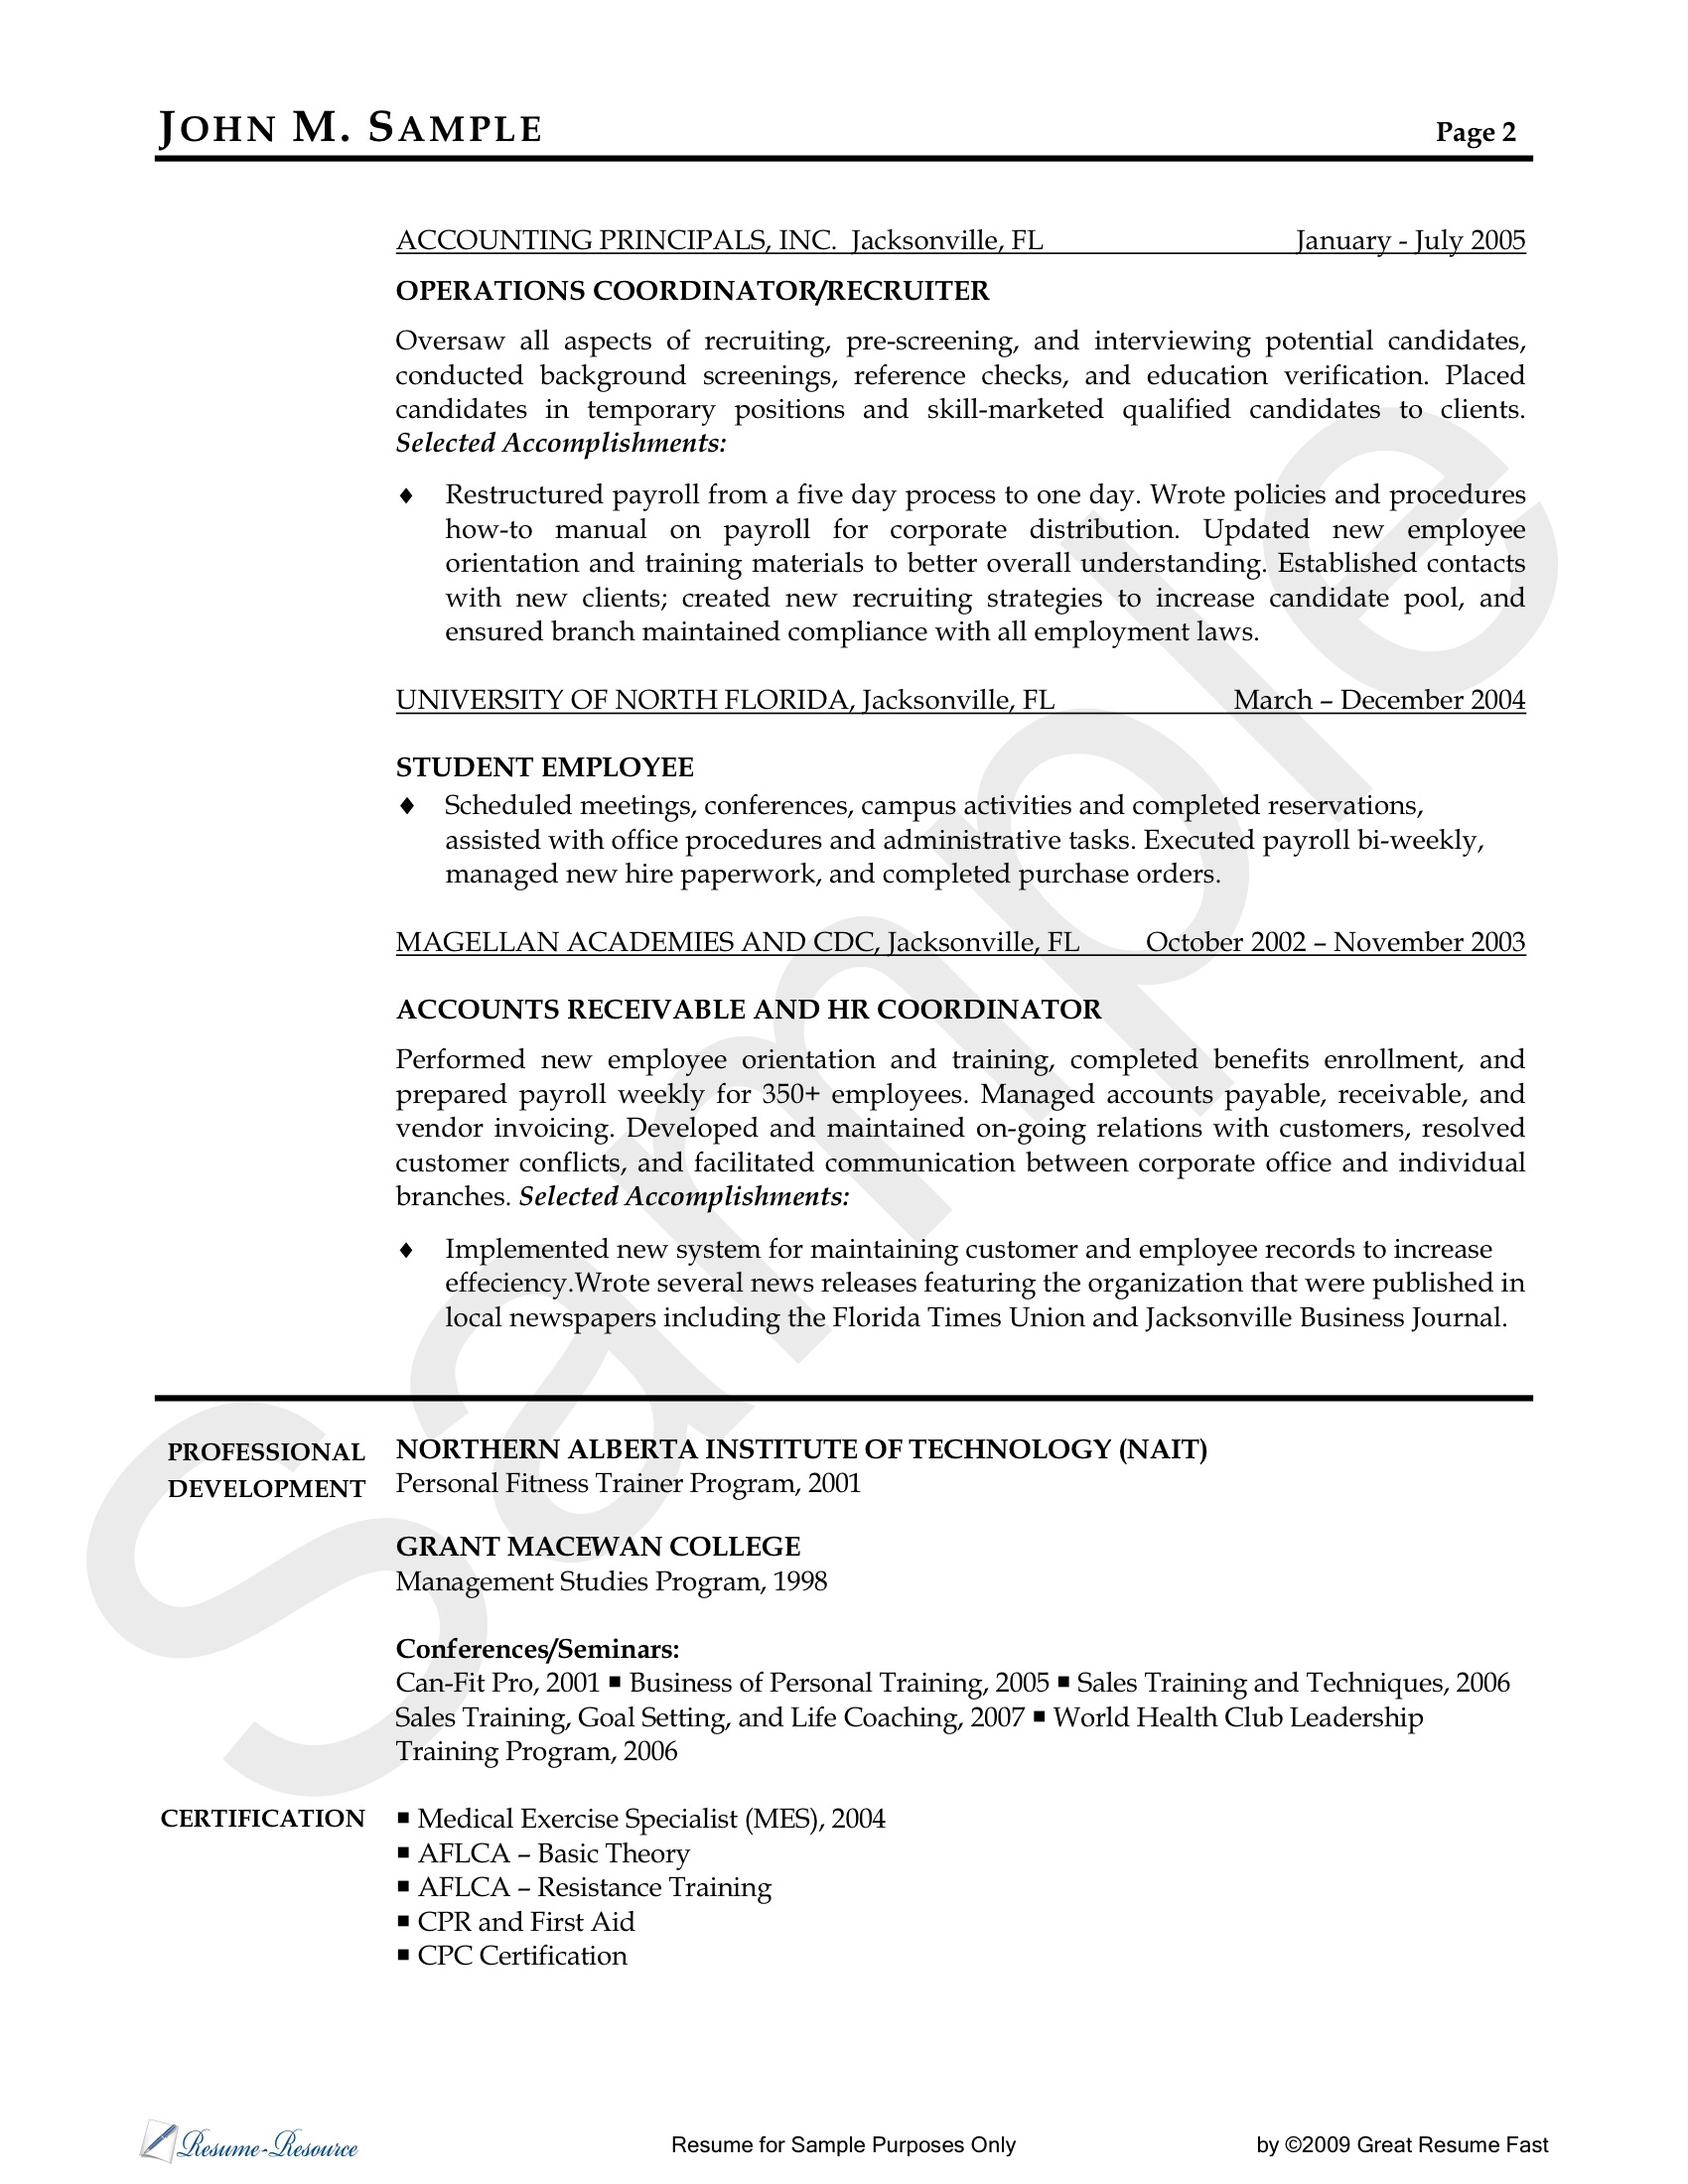 JOHN M. SAMPLE Page 2
ACCOUNTING PRINCIPALS, INC. Jacksonville, FL January - July 2005
OPERATIONS COORDINATOR/RECRUITER
Oversaw all aspects of recruiting, pre-screening, and interviewing potential candidates,
conducted background screenings, reference checks, and education verification. Placed
candidates in temporary positions and skill-marketed qualified candidates to clients.
Selected Accomplishments:
♦ Restructured payroll from a five day process to one day. Wrote policies and procedures
how-to manual on payroll for corporate distribution. Updated new employee
orientation and training materials to better overall understanding. Established contacts
with new clients; created new recruiting strategies to increase candidate pool, and
ensured branch maintained compliance with all employment laws.
UNIVERSITY OF NORTH FLORIDA, Jacksonville, FL March – December 2004
STUDENT EMPLOYEE
♦ Scheduled meetings, conferences, campus activities and completed reservations,
assisted with office procedures and administrative tasks. Executed payroll bi-weekly,
managed new hire paperwork, and completed purchase orders.
MAGELLAN ACADEMIES AND CDC, Jacksonville, FL October 2002 – November 2003
ACCOUNTS RECEIVABLE AND HR COORDINATOR
Performed new employee orientation and training, completed benefits enrollment, and
prepared payroll weekly for 350+ employees. Managed accounts payable, receivable, and
vendor invoicing. Developed and maintained on-going relations with customers, resolved
customer conflicts, and facilitated communication between corporate office and individual
branches. Selected Accomplishments:
♦ Implemented new system for maintaining customer and employee records to increase
effeciency.Wrote several news releases featuring the organization that were published in
local newspapers including the Florida Times Union and Jacksonville Business Journal.
PROFESSIONAL DEVELOPMENT
NORTHERN ALBERTA INSTITUTE OF TECHNOLOGY (NAIT)
Personal Fitness Trainer Program, 2001
GRANT MACEWAN COLLEGE
Management Studies Program, 1998
Conferences/Seminars:
Can-Fit Pro, 2001 ▪ Business of Personal Training, 2005 ▪ Sales Training and Techniques, 2006
Sales Training, Goal Setting, and Life Coaching, 2007 ▪ World Health Club Leadership
Training Program, 2006
CERTIFICATION
▪ Medical Exercise Specialist (MES), 2004
▪ AFLCA – Basic Theory
▪ AFLCA – Resistance Training
▪ CPR and First Aid
▪ CPC Certification
Sample
Resume-Resource Resume for Sample Purposes Only by ©2009 Great Resume Fast